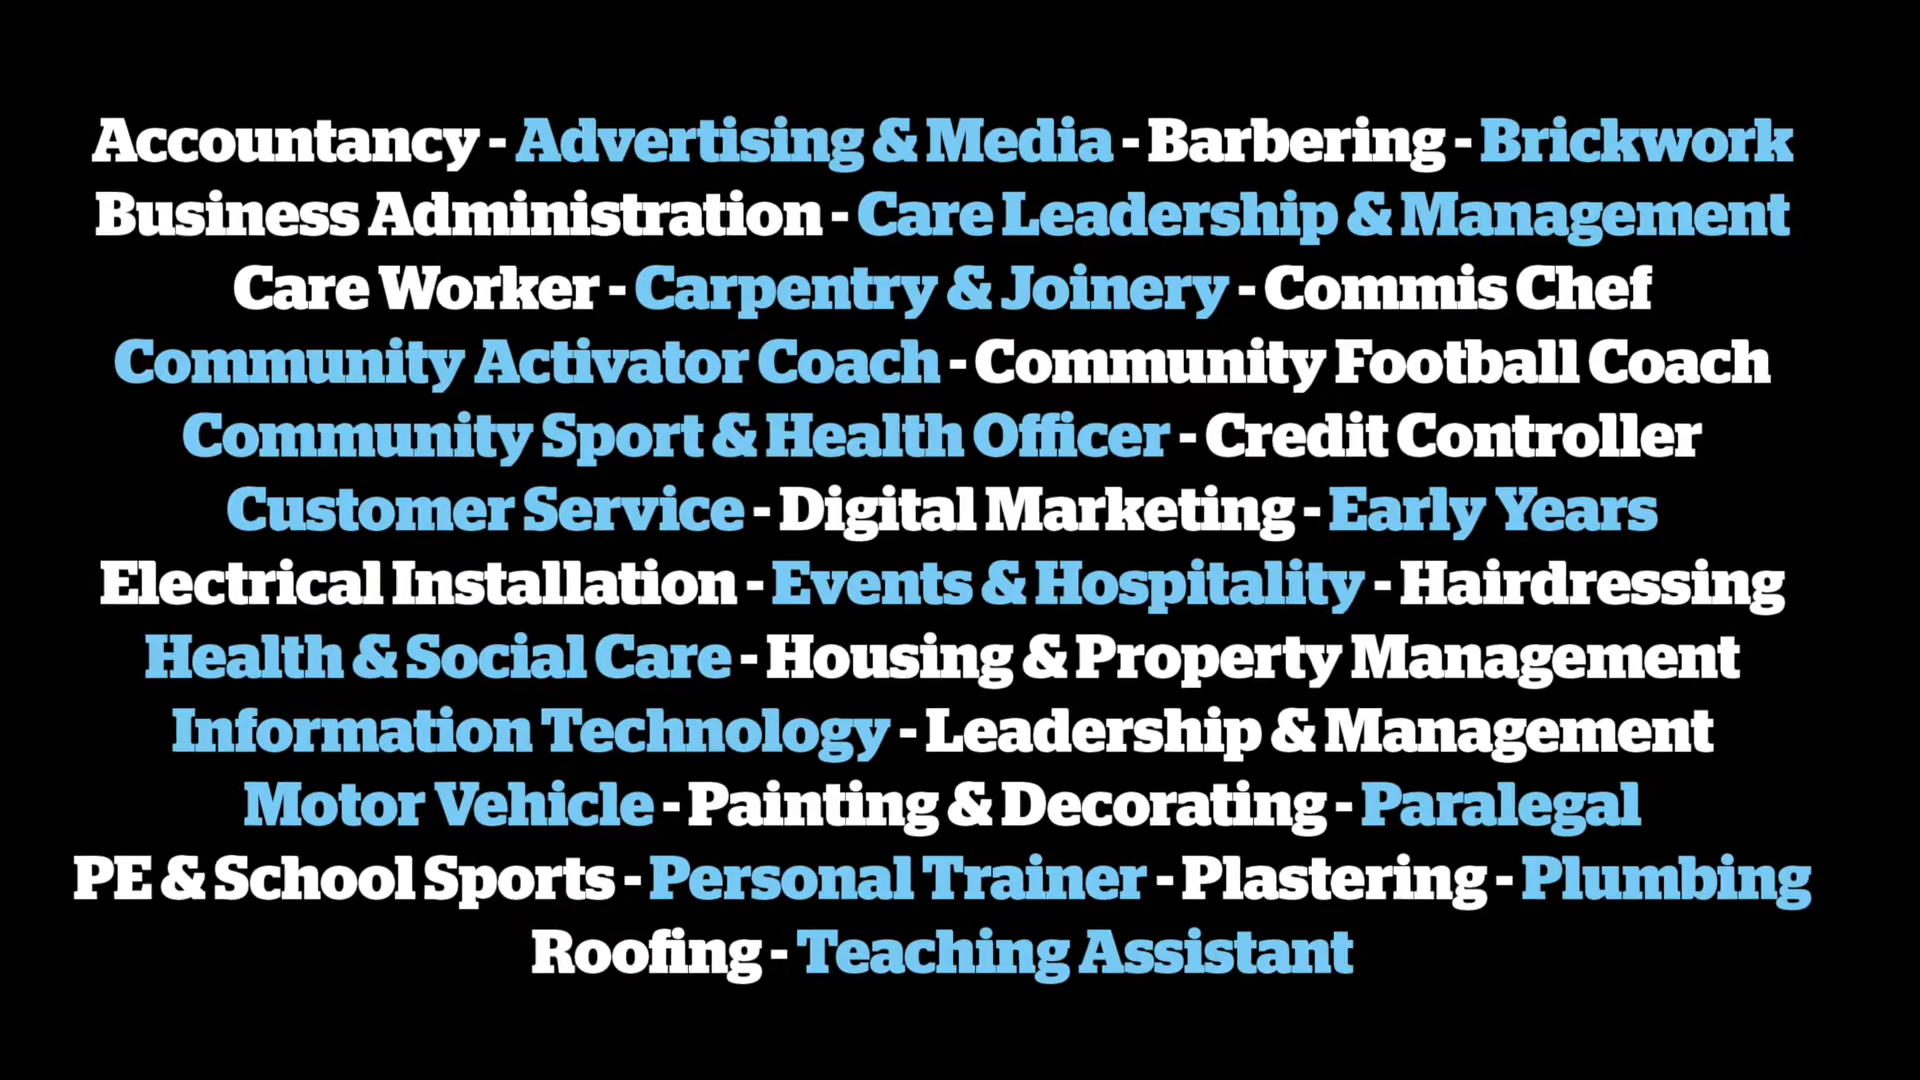 Accountancy - Advertising & Media - Barbering - Brickwork
Business Administration - Care Leadership & Management
Care Worker - Carpentry & Joinery - Commis Chef
Community Activator Coach - Community Football Coach
Community Sport & Health Officer - Credit Controller
Customer Service - Digital Marketing - Early Years
Electrical Installation - Events & Hospitality - Hairdressing
Health & Social Care - Housing & Property Management
Information Technology - Leadership & Management
Motor Vehicle - Painting & Decorating - Paralegal
PE & School Sports - Personal Trainer - Plastering - Plumbing
Roofing - Teaching Assistant